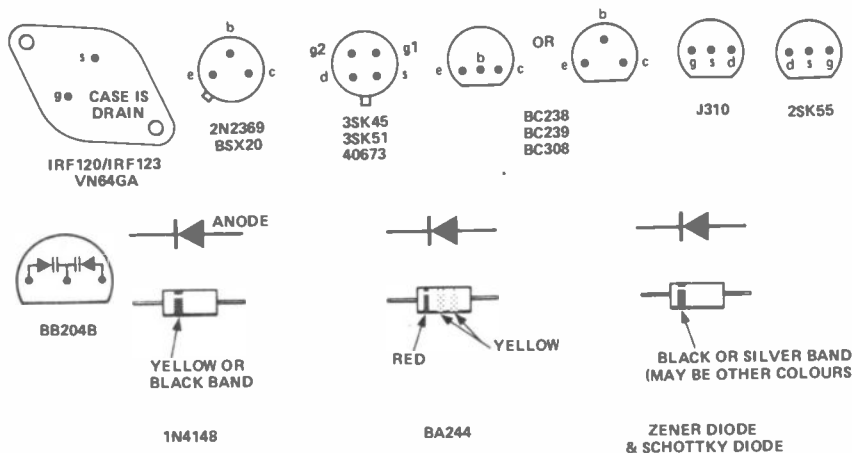 s
g
CASE IS
DRAIN
IRF120/IRF123
VN64GA
b
e
c
2N2369
BSX20
g2
g1
d
s
3SK45
3SK51
40673
b
e
c
OR
b
e
c
BC238
BC239
BC308
g s d
J310
d s g
2SK55
BB204B
ANODE
YELLOW OR
BLACK BAND
1N4148
RED
YELLOW
BA244
BLACK OR SILVER BAND
(MAY BE OTHER COLOURS
ZENER DIODE
& SCHOTTKY DIODE